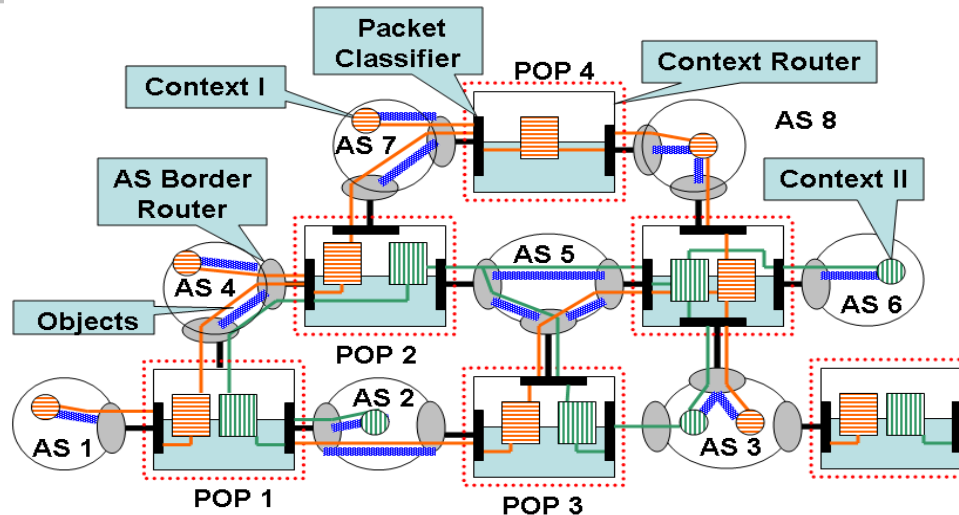 Packet
Classifier
POP 4
Context Router
Context I
AS 7
AS 8
AS Border
Router
Context II
AS 4
AS 5
AS 6
Objects
POP 2
AS 2
AS 1
AS 3
POP 1
POP 3